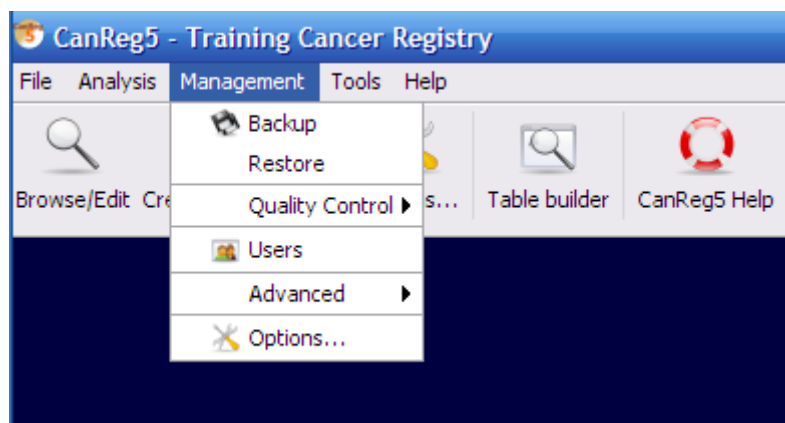 CanReg5 - Training Cancer Registry
File Analysis Management Tools Help
Backup
Restore
Quality Control
Users
Advanced
Options...
Browse/Edit Cre s... Table builder CanReg5 Help